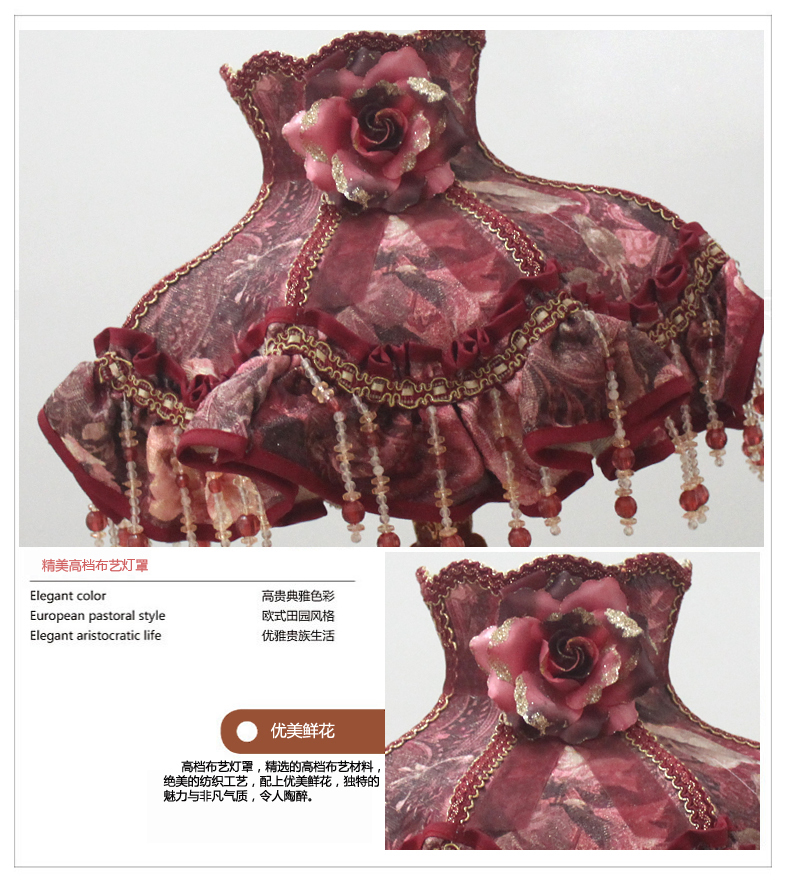 精美高档布艺灯罩
Elegant color 高贵典雅色彩
European pastoral style 欧式田园风格
Elegant aristocratic life 优雅贵族生活
优美鲜花
高档布艺灯罩，精选的高档布艺材料，
绝美的纺织工艺，配上优美鲜花，独特的
魅力与非凡气质，令人陶醉。